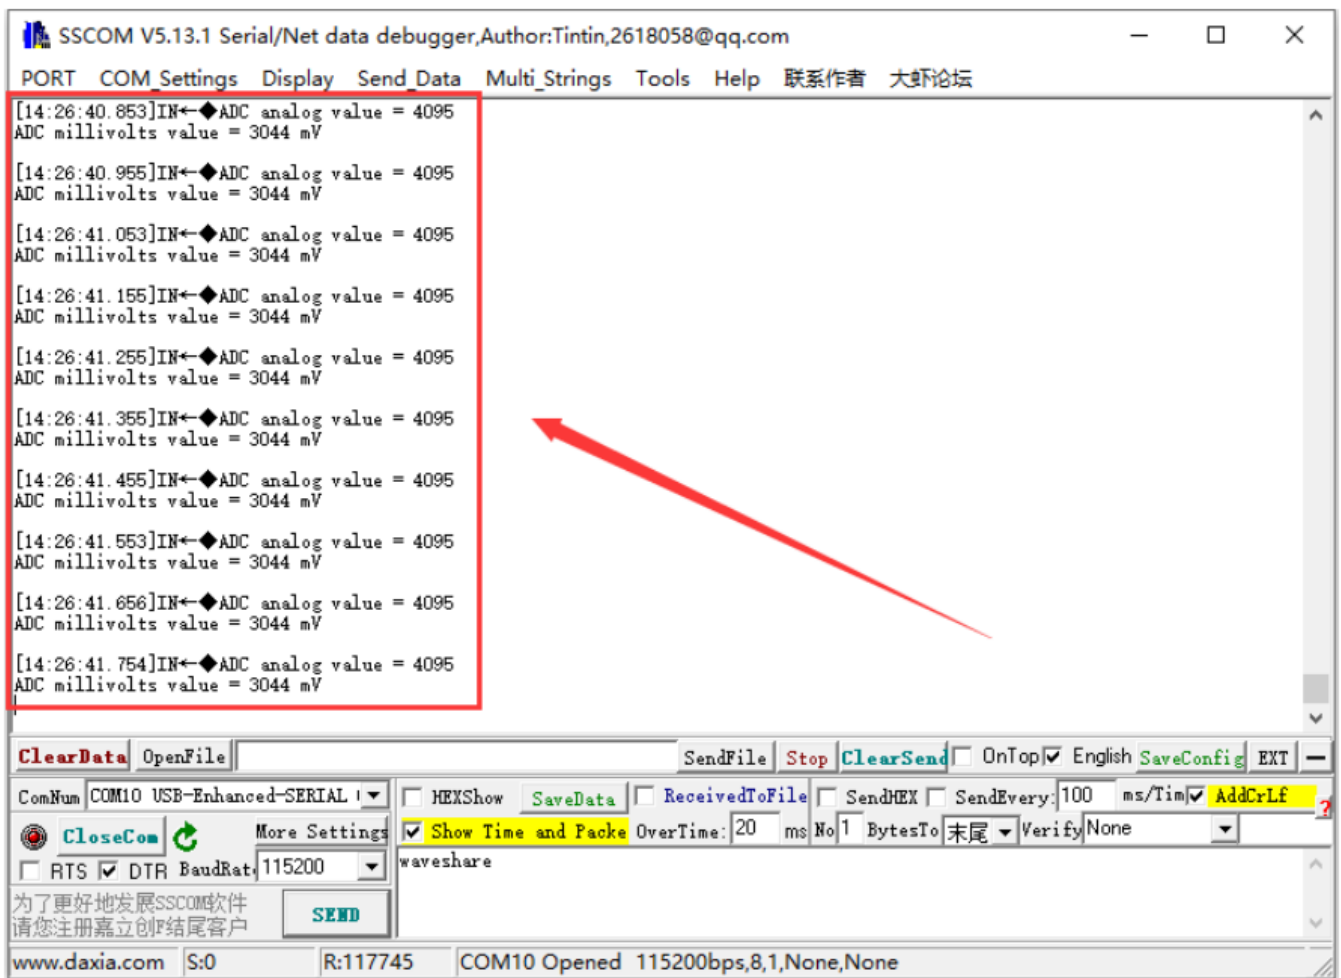 SSCOM V5.13.1 Serial/Net data debugger,Author:Tintin,2618058@qq.com
PORT COM_Settings Display Send_Data Multi_Strings Tools Help 联系作者 大虾论坛
[14:26:40.853]IN←◆ADC analog value = 4095
ADC millivolts value = 3044 mV
[14:26:40.955]IN←◆ADC analog value = 4095
ADC millivolts value = 3044 mV
[14:26:41.053]IN←◆ADC analog value = 4095
ADC millivolts value = 3044 mV
[14:26:41.155]IN←◆ADC analog value = 4095
ADC millivolts value = 3044 mV
[14:26:41.255]IN←◆ADC analog value = 4095
ADC millivolts value = 3044 mV
[14:26:41.355]IN←◆ADC analog value = 4095
ADC millivolts value = 3044 mV
[14:26:41.455]IN←◆ADC analog value = 4095
ADC millivolts value = 3044 mV
[14:26:41.553]IN←◆ADC analog value = 4095
ADC millivolts value = 3044 mV
[14:26:41.656]IN←◆ADC analog value = 4095
ADC millivolts value = 3044 mV
[14:26:41.754]IN←◆ADC analog value = 4095
ADC millivolts value = 3044 mV
ClearData OpenFile SendFile Stop ClearSend OnTop English SaveConfig EXT —
ComNum COM10 USB-Enhanced-SERIAL HEXShow SaveData ReceivedToFile SendHEX SendEvery: 100 ms/Tim AddCrLf
CloseCom More Settings Show Time and Packe OverTime: 20 ms No 1 BytesTo 末尾 Verify None ?
RTS DTR BaudRat 115200 waveshare
为了更好地发展SSCOM软件
请您注册嘉立创F结尾客户
SEND
www.daxia.com S:0 R:117745 COM10 Opened 115200bps,8,1,None,None